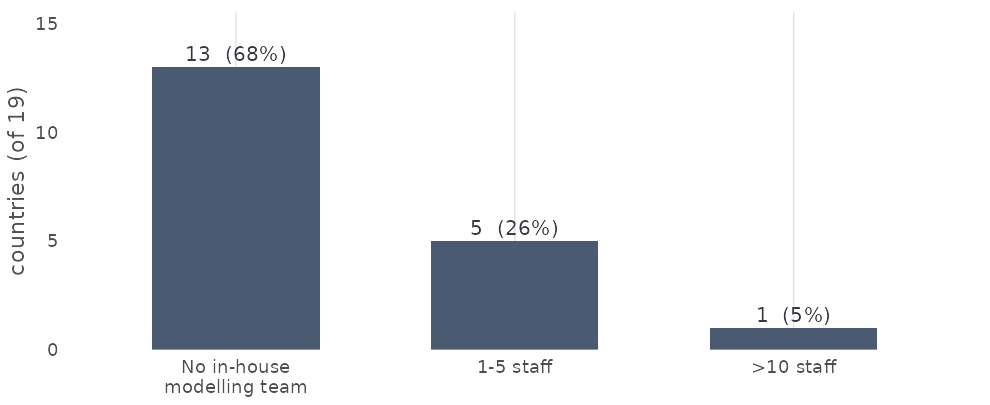 countries (of 19)
15
10
5
0
13 (68%)
5 (26%)
1 (5%)
No in-house
modelling team
1-5 staff
>10 staff